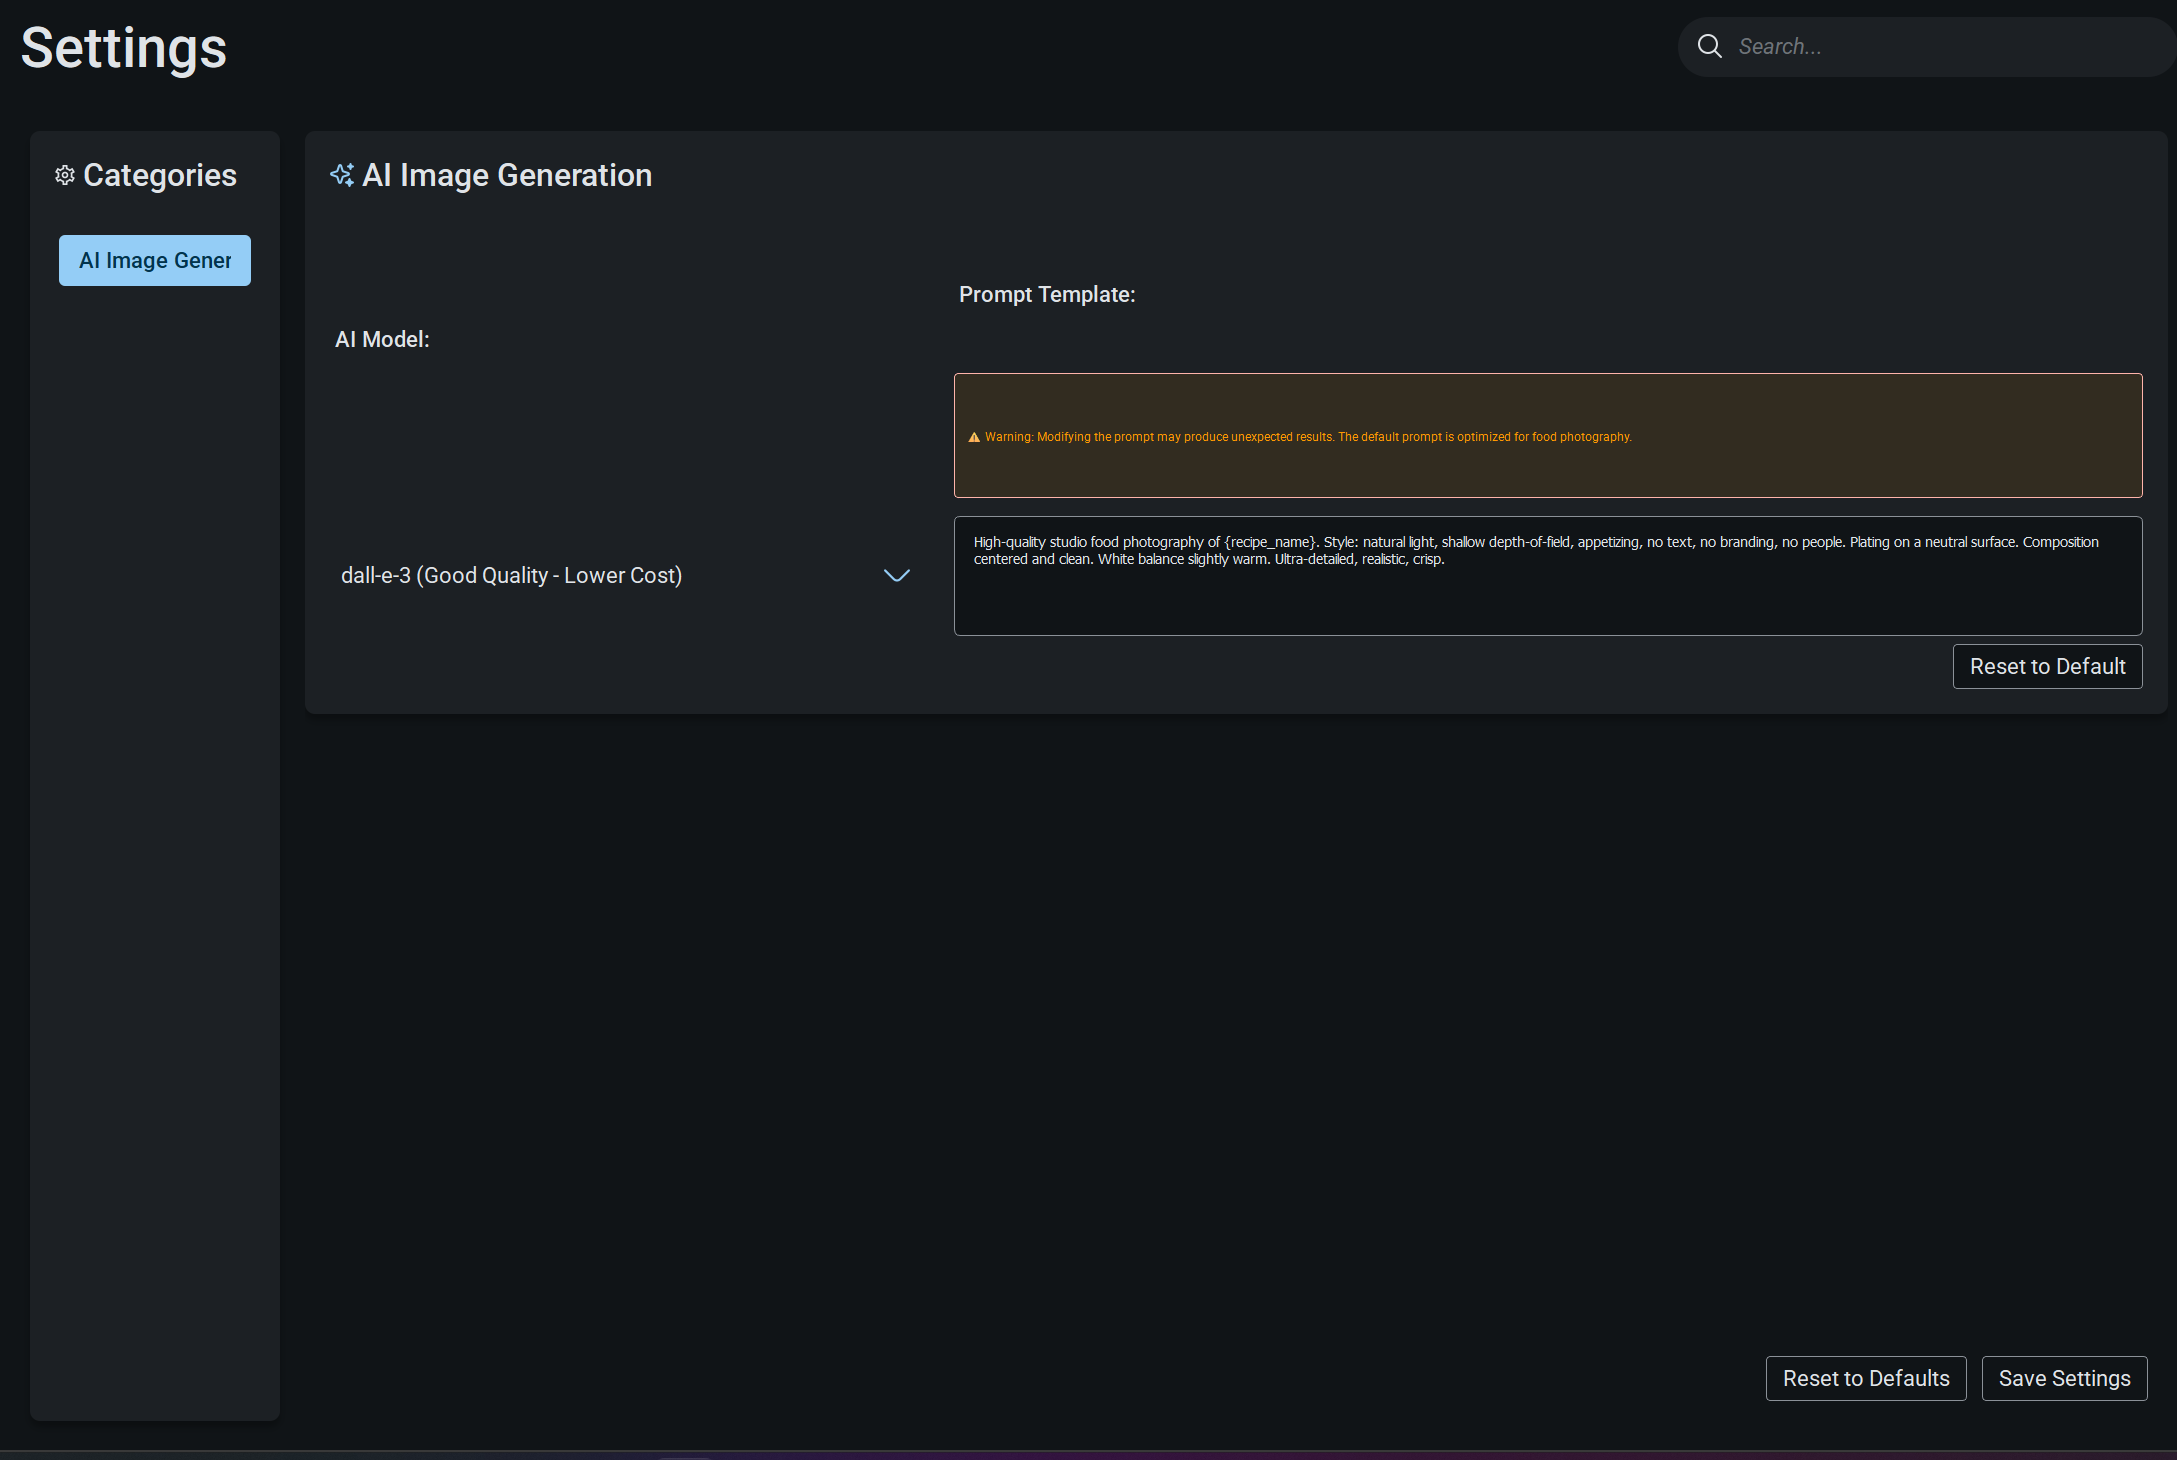 Settings
Search...
Categories
AI Image Gener
AI Image Generation
AI Model:
dall-e-3 (Good Quality - Lower Cost)
Prompt Template:
Warning: Modifying the prompt may produce unexpected results. The default prompt is optimized for food photography.
High-quality studio food photography of {recipe_name}. Style: natural light, shallow depth-of-field, appetizing, no text, no branding, no people. Plating on a neutral surface. Composition
centered and clean. White balance slightly warm. Ultra-detailed, realistic, crisp.
Reset to Default
Reset to Defaults
Save Settings